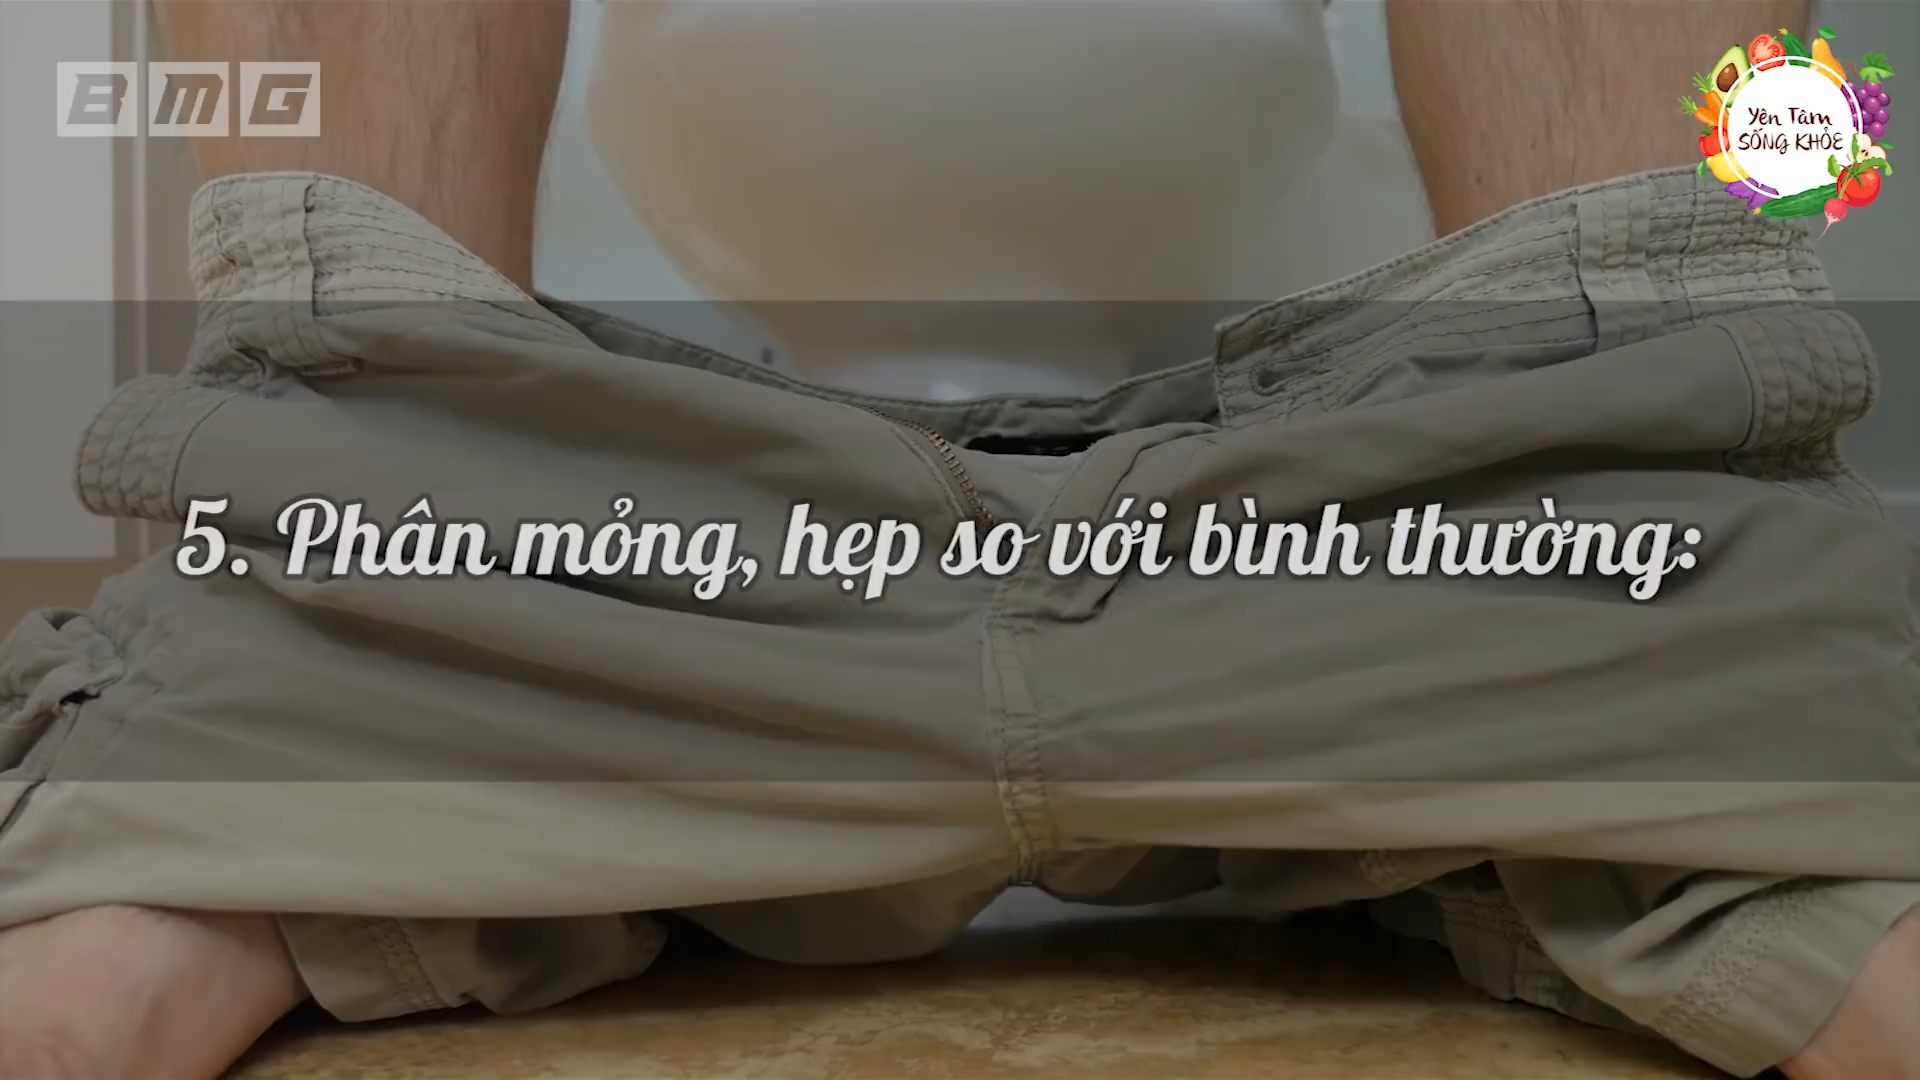 BMG
Yên Tâm
SỐNG KHỎE
5. Phân mỏng, hẹp so với bình thường: